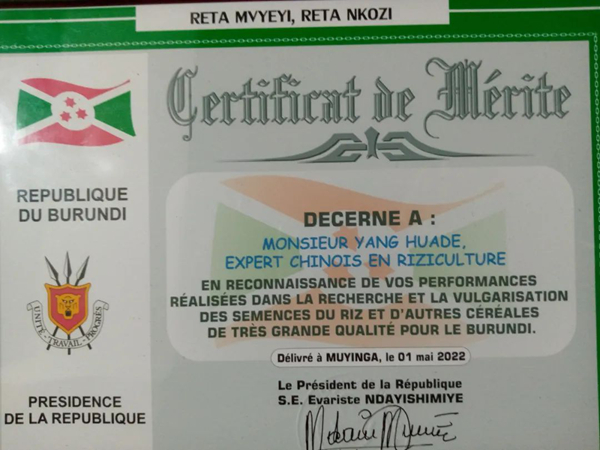 RETA MVYEYI, RETA NKOZI
Certificat de Mérite
REPUBLIQUE
DU BURUNDI
UNITÉ - TRAVAIL - PROGRÈS
PRESIDENCE
DE LA REPUBLIQUE
DECERNE A :
MONSIEUR YANG HUADE,
EXPERT CHINOIS EN RIZICULTURE
EN RECONNAISSANCE DE VOS PERFORMANCES
RÉALISÉES DANS LA RECHERCHE ET LA VULGARISATION
DES SEMENCES DU RIZ ET D'AUTRES CÉRÉALES
DE TRÈS GRANDE QUALITÉ POUR LE BURUNDI.
Délivré à MUYINGA, le 01 mai 2022
Le Président de la République
S.E. Evariste NDAYISHIMIYE